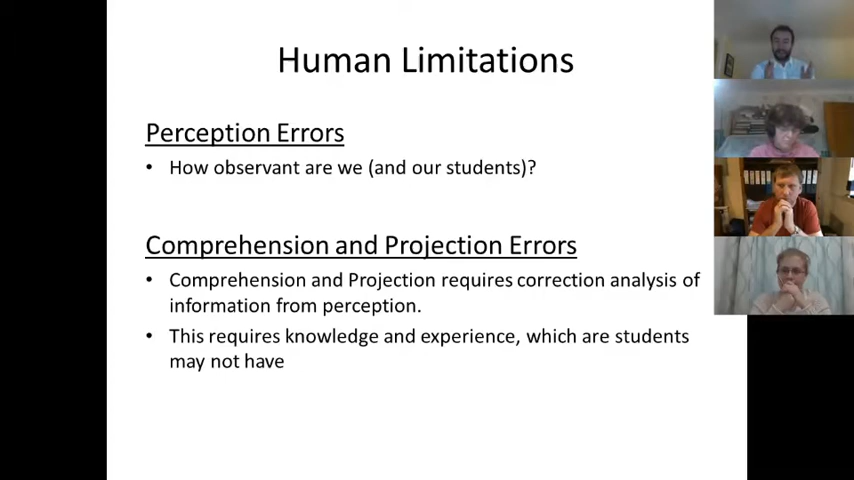 Human Limitations
Perception Errors
• How observant are we (and our students)?
Comprehension and Projection Errors
• Comprehension and Projection requires correction analysis of
information from perception.
• This requires knowledge and experience, which are students
may not have